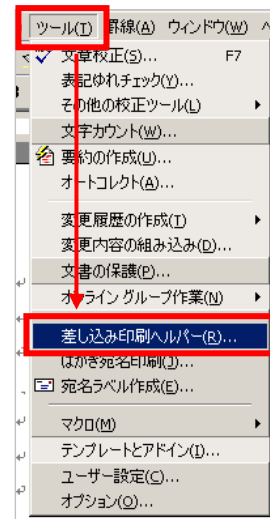 ツール(T) 罫線(A) ウィンドウ(W)
文章校正(S)... F7
表記ゆれチェック(Y)...
その他の校正ツール(L)
文字カウント(W)...
要約の作成(U)...
オートコレクト(A)...
変更履歴の作成(T)
変更内容の組み込み(D)...
文書の保護(P)...
オンライン グループ作業(N)
差し込み印刷ヘルパー(R)...
はがき宛名印刷(J)...
宛名ラベル作成(E)...
マクロ(M)
テンプレートとアドイン(I)...
ユーザー設定(C)...
オプション(O)...